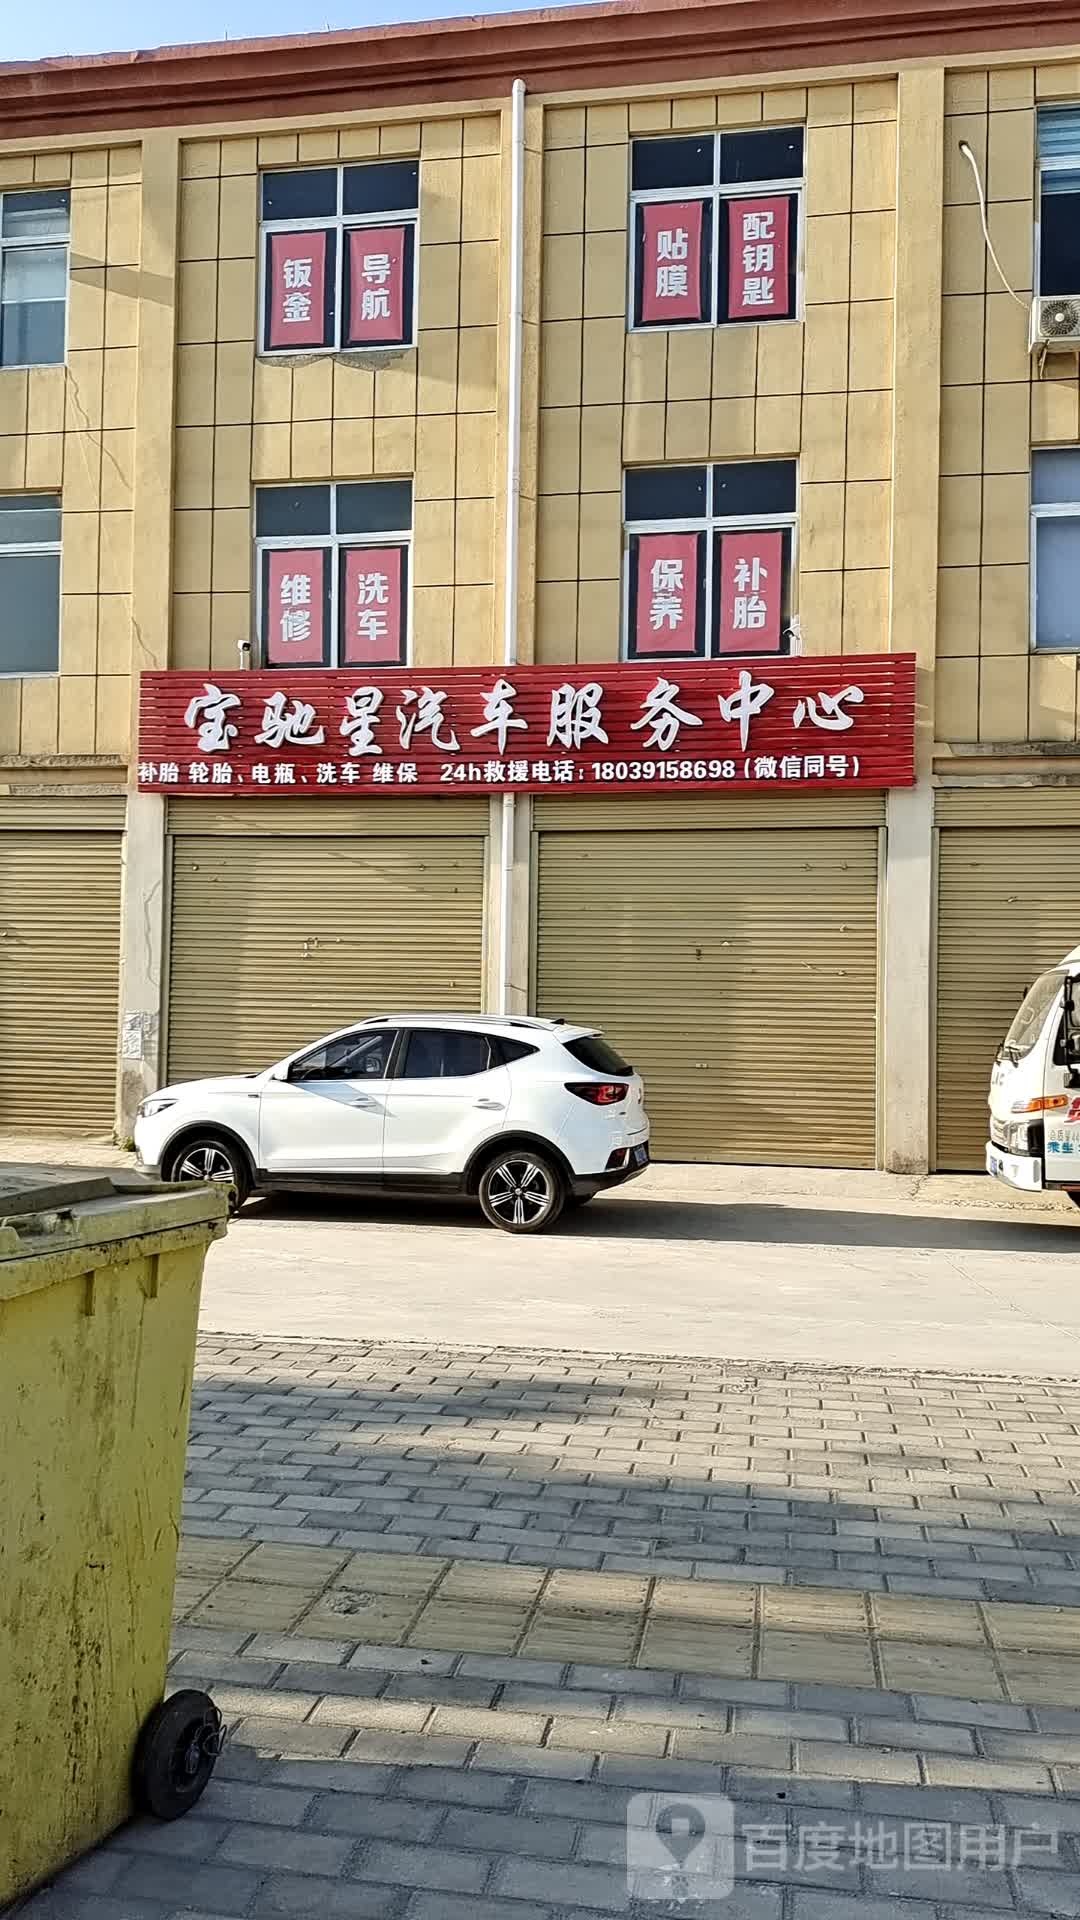 钣金
导航
贴膜
配钥匙
维修
洗车
保养
补胎
宝驰星汽车服务中心
补胎 轮胎、电瓶、洗车 维保 24h救援电话：18039158698（微信同号）
百度地图用户